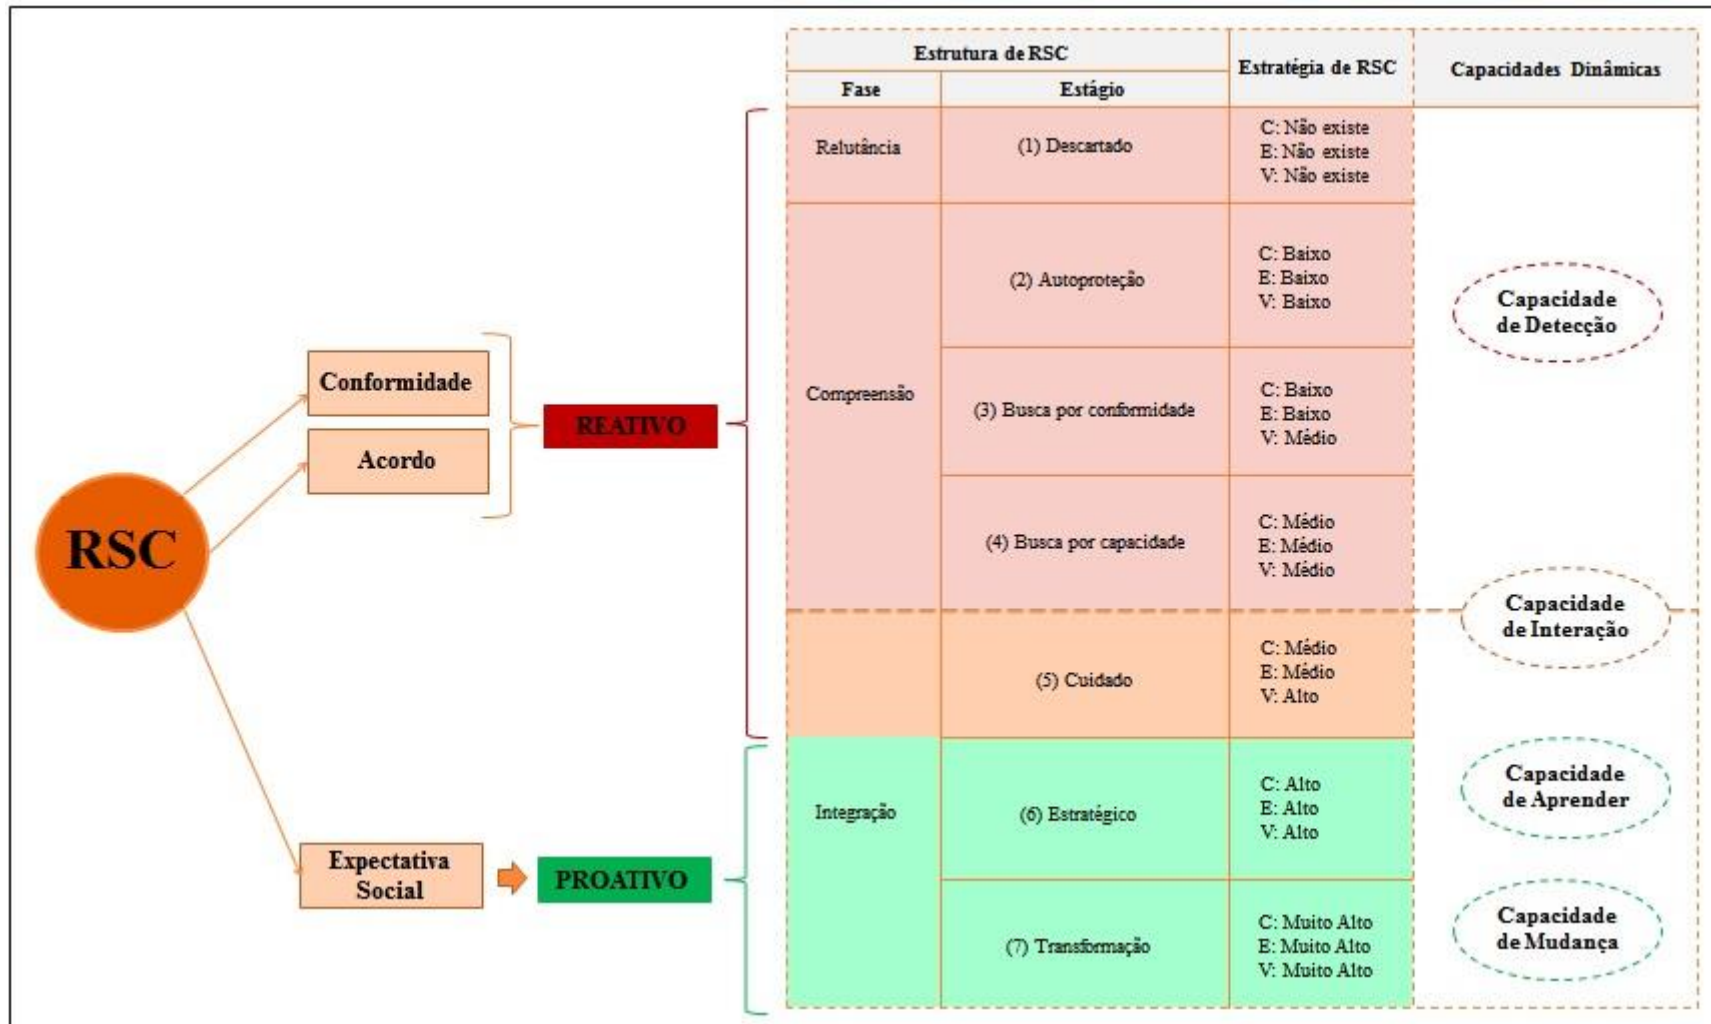 RSC
Conformidade
Acordo
REATIVO
Expectativa
Social
PROATIVO
Estrutura de RSC
Estratégia de RSC
Capacidades Dinâmicas
Fase
Estágio
Relutância
(1) Descartado
C: Não existe
E: Não existe
V: Não existe
Compreensão
(2) Autoproteção
C: Baixo
E: Baixo
V: Baixo
(3) Busca por conformidade
C: Baixo
E: Baixo
V: Médio
(4) Busca por capacidade
C: Médio
E: Médio
V: Médio
(5) Cuidado
C: Médio
E: Médio
V: Alto
Integração
(6) Estratégico
C: Alto
E: Alto
V: Alto
(7) Transformação
C: Muito Alto
E: Muito Alto
V: Muito Alto
Capacidade
de Detecção
Capacidade
de Interação
Capacidade
de Aprender
Capacidade
de Mudança